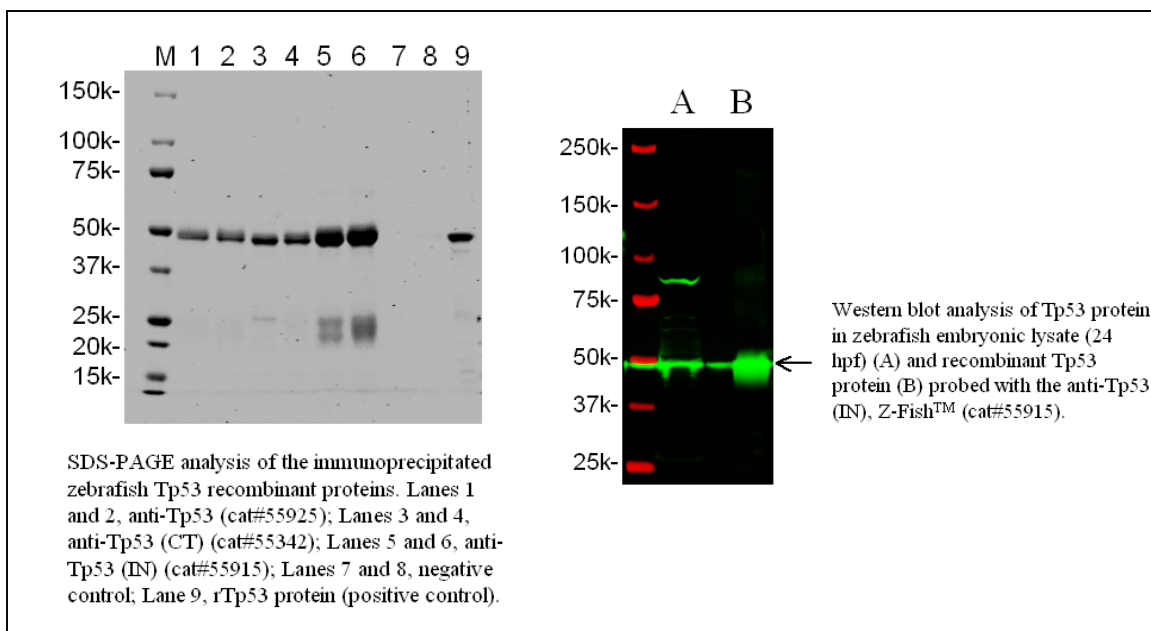 M 1 2 3 4 5 6 7 8 9
150k-
100k-
75k-
50k-
37k-
25k-
20k-
15k-
SDS-PAGE analysis of the immunoprecipitated
zebrafish Tp53 recombinant proteins. Lanes 1
and 2, anti-Tp53 (cat#55925); Lanes 3 and 4,
anti-Tp53 (CT) (cat#55342); Lanes 5 and 6, anti-
Tp53 (IN) (cat#55915); Lanes 7 and 8, negative
control; Lane 9, rTp53 protein (positive control).
A B
250k-
150k-
100k-
75k-
50k-
37k-
25k-
Western blot analysis of Tp53 protein
in zebrafish embryonic lysate (24
hpf) (A) and recombinant Tp53
protein (B) probed with the anti-Tp53
(IN), Z-Fish™ (cat#55915).